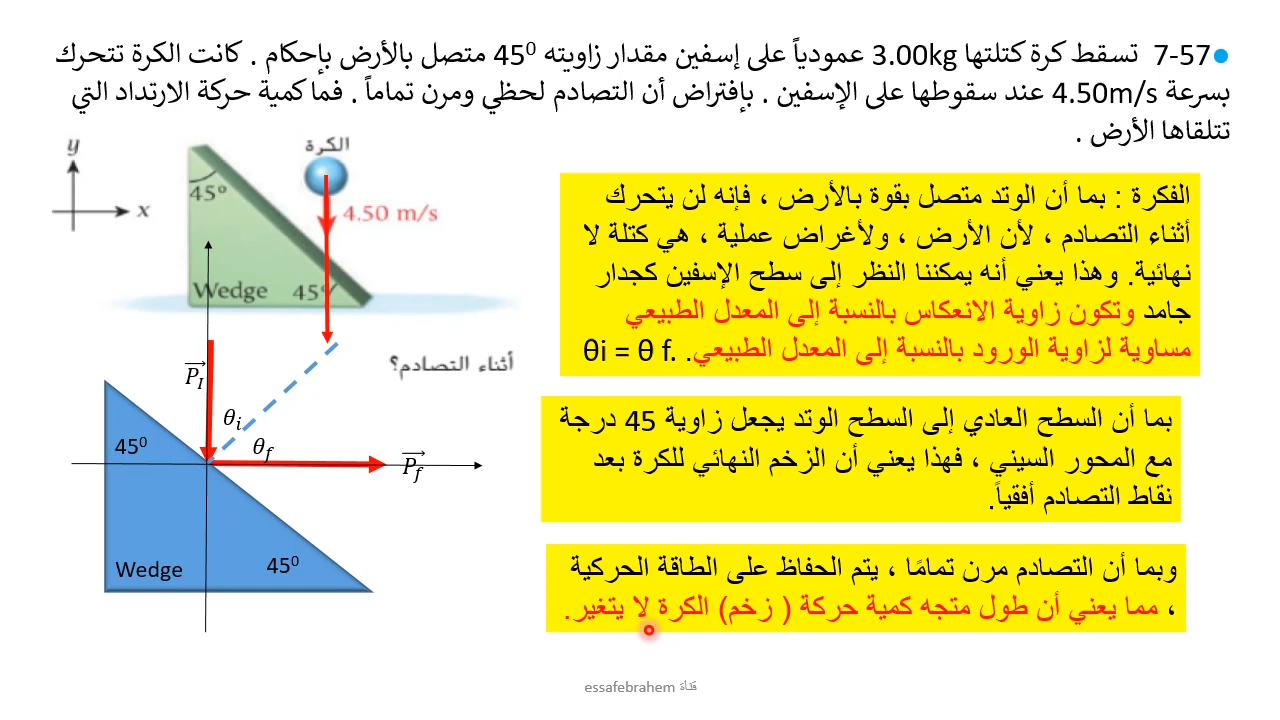 7-57 تسقط كرة كتلتها 3.00kg عمودياً على إسفين مقدار زاويته 45⁰ متصل بالأرض بإحكام . كانت الكرة تتحرك
بسرعة 4.50m/s عند سقوطها على الإسفين . بإفتراض أن التصادم لحظي ومرن تماماً . فما كمية حركة الارتداد التي
تتلقاها الأرض .
y
x
الكرة
45°
4.50 m/s
Wedge 45°
أثناء التصادم؟
الفكرة : بما أن الوتد متصل بقوة بالأرض ، فإنه لن يتحرك
أثناء التصادم ، لأن الأرض ، ولأغراض عملية ، هي كتلة لا
نهائية. وهذا يعني أنه يمكننا النظر إلى سطح الإسفين كجدار
جامد وتكون زاوية الانعكاس بالنسبة إلى المعدل الطبيعي
مساوية لزاوية الورود بالنسبة إلى المعدل الطبيعي. .θi = θ f
P_I
θ_i
θ_f
P_f
45⁰
Wedge
45⁰
بما أن السطح العادي إلى السطح الوتد يجعل زاوية 45 درجة
مع المحور السيني ، فهذا يعني أن الزخم النهائي للكرة بعد
نقاط التصادم أفقياً.
وبما أن التصادم مرن تمامًا ، يتم الحفاظ على الطاقة الحركية
، مما يعني أن طول متجه كمية حركة ( زخم) الكرة لا يتغير.
قناة essafebrahem